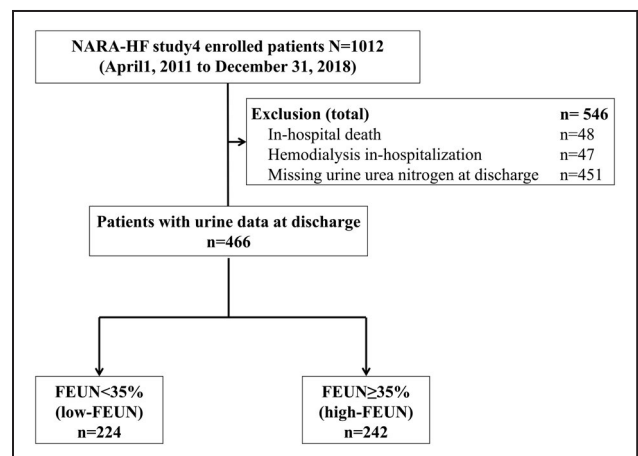 NARA-HF study4 enrolled patients N=1012
(April1, 2011 to December 31, 2018)
Exclusion (total) n= 546
In-hospital death n=48
Hemodialysis in-hospitalization n=47
Missing urine urea nitrogen at discharge n=451
Patients with urine data at discharge
n=466
FEUN<35%
(low-FEUN)
n=224
FEUN≥35%
(high-FEUN)
n=242